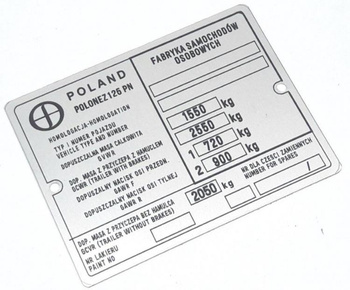 POLAND
POLONEZ 126 PN
FABRYKA SAMOCHODÓW
OSOBOWYCH
HOMOLOGACJA-HOMOLOGATION
TYP / NUMER POJAZDU
VEHICLE TYPE AND NUMBER
DOPUSZCZALNA MASA CAŁKOWITA
GVWR
1550 kg
DOP. MASA Z PRZYCZEPĄ Z HAMULCEM
GCWR (TRAILER WITH BRAKES)
2550 kg
DOPUSZCZALNY NACISK OSI PRZEDN.
GAWR F
1 720 kg
DOPUSZCZALNY NACISK OSI TYLNEJ
GAWR R
2 900 kg
DOP. MASA Z PRZYCZEPĄ BEZ HAMULCA
GCVR (TRAILER WITHOUT BRAKES)
2050 kg
NR LAKIERU
PAINT NO
NR DLA CZĘŚCI ZAMIENNYCH
NUMBER FOR SPARES